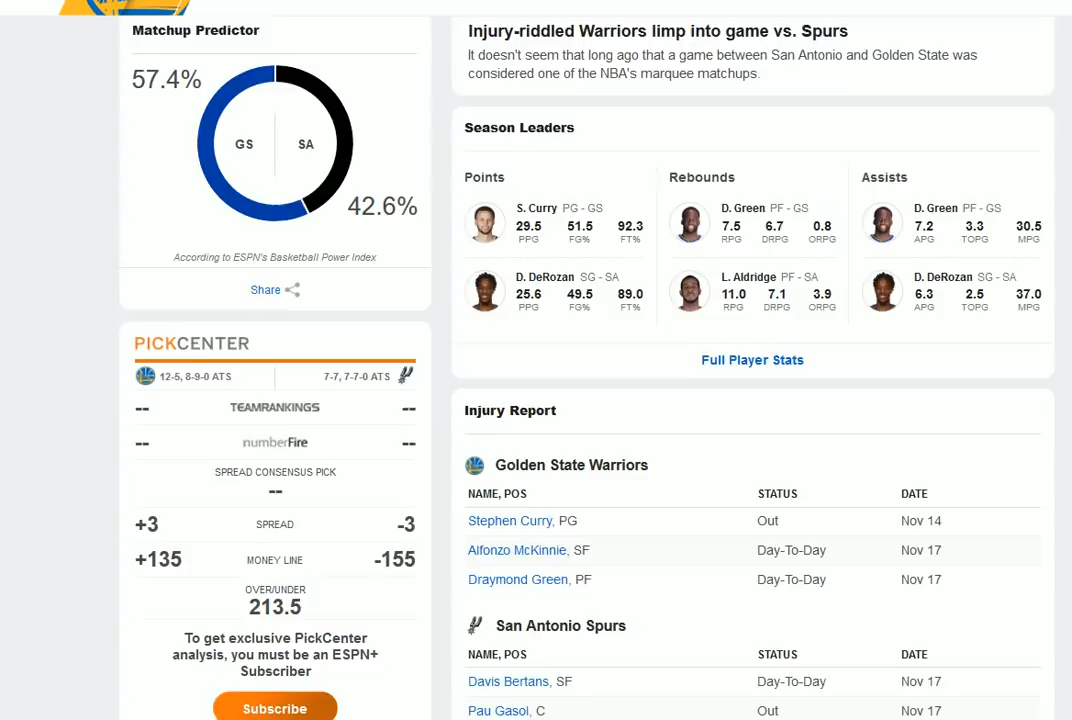 Matchup Predictor
57.4%
GS
SA
42.6%
According to ESPN's Basketball Power Index
Share
PICKCENTER
12-5, 8-9-0 ATS
7-7, 7-7-0 ATS
-- TEAMRANKINGS --
-- numberFire --
SPREAD CONSENSUS PICK
--
+3 SPREAD -3
+135 MONEY LINE -155
OVER/UNDER
213.5
To get exclusive PickCenter
analysis, you must be an ESPN+
Subscriber
Subscribe
Injury-riddled Warriors limp into game vs. Spurs
It doesn't seem that long ago that a game between San Antonio and Golden State was
considered one of the NBA's marquee matchups.
Season Leaders
Points
S. Curry PG - GS
29.5 51.5 92.3
PPG FG% FT%
D. DeRozan SG - SA
25.6 49.5 89.0
PPG FG% FT%
Rebounds
D. Green PF - GS
7.5 6.7 0.8
RPG DRPG ORPG
L. Aldridge PF - SA
11.0 7.1 3.9
RPG DRPG ORPG
Assists
D. Green PF - GS
7.2 3.3 30.5
APG TOPG MPG
D. DeRozan SG - SA
6.3 2.5 37.0
APG TOPG MPG
Full Player Stats
Injury Report
Golden State Warriors
NAME, POS STATUS DATE
Stephen Curry, PG Out Nov 14
Alfonzo McKinnie, SF Day-To-Day Nov 17
Draymond Green, PF Day-To-Day Nov 17
San Antonio Spurs
NAME, POS STATUS DATE
Davis Bertans, SF Day-To-Day Nov 17
Pau Gasol, C Out Nov 17